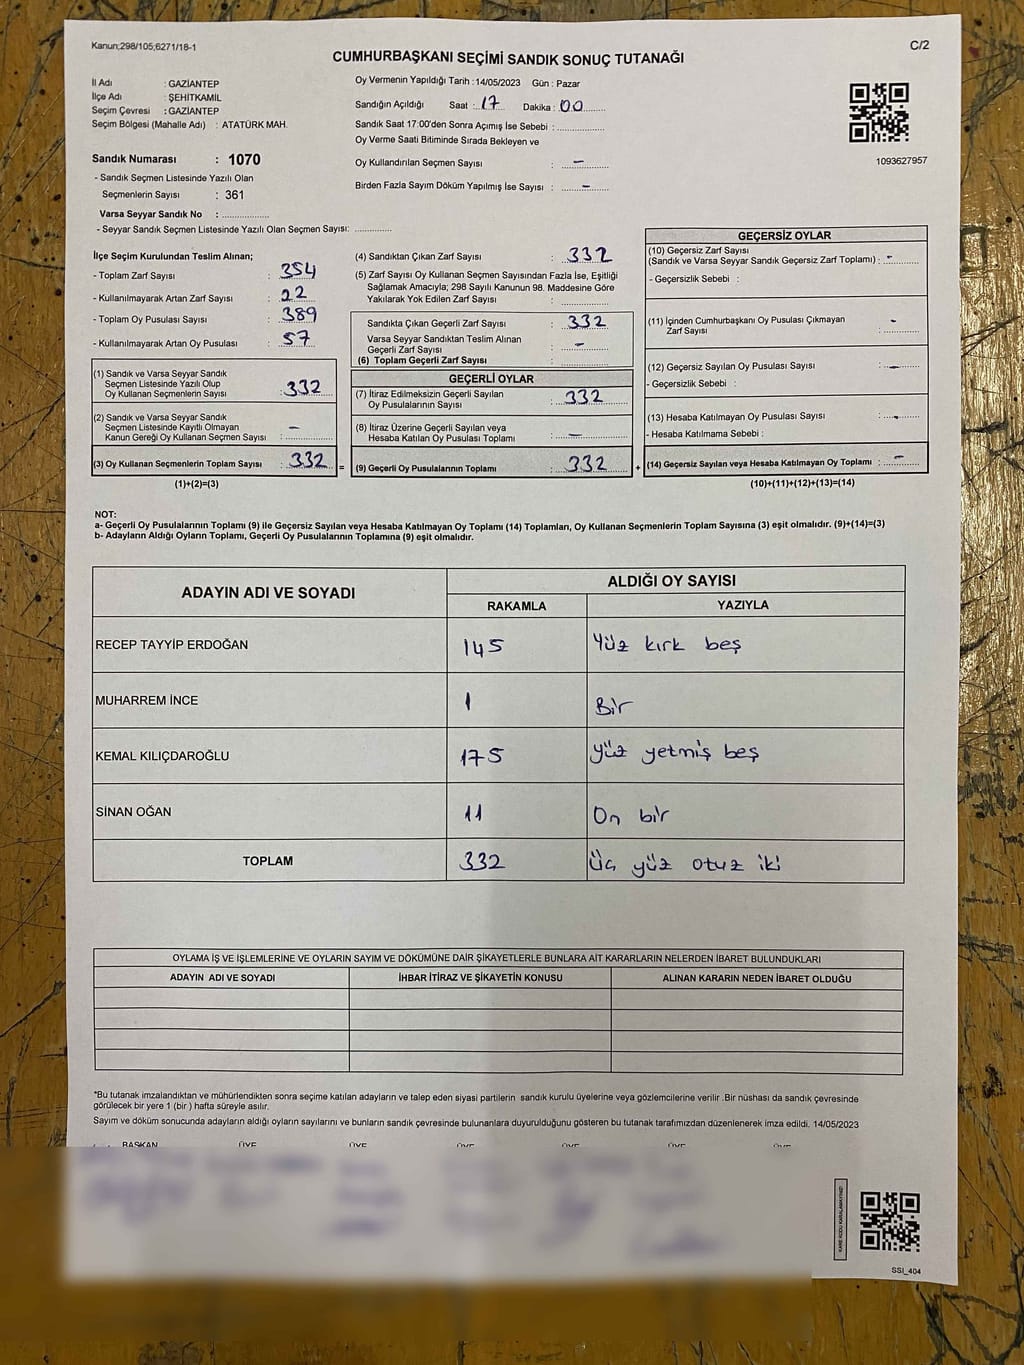 Kanun;298/105;6271/18-1
C/2
CUMHURBAŞKANI SEÇİMİ SANDIK SONUÇ TUTANAĞI
İl Adı : GAZİANTEP
İlçe Adı : ŞEHİTKAMİL
Seçim Çevresi : GAZİANTEP
Seçim Bölgesi (Mahalle Adı) : ATATÜRK MAH.
Oy Vermenin Yapıldığı Tarih : 14/05/2023 Gün : Pazar
Sandığın Açıldığı Saat : 17 Dakika : 00
Sandık Saat 17:00'den Sonra Açımış İse Sebebi :
Oy Verme Saati Bitiminde Sırada Bekleyen ve
Oy Kullandırılan Seçmen Sayısı : -
Birden Fazla Sayım Döküm Yapılmış İse Sayısı : -
1093627957
Sandık Numarası : 1070
- Sandık Seçmen Listesinde Yazılı Olan
Seçmenlerin Sayısı : 361
Varsa Seyyar Sandık No :
- Seyyar Sandık Seçmen Listesinde Yazılı Olan Seçmen Sayısı:
İlçe Seçim Kurulundan Teslim Alınan;
- Toplam Zarf Sayısı : 354
- Kullanılmayarak Artan Zarf Sayısı : 22
- Toplam Oy Pusulası Sayısı : 389
- Kullanılmayarak Artan Oy Pusulası : 57
(1) Sandık ve Varsa Seyyar Sandık
Seçmen Listesinde Yazılı Olup
Oy Kullanan Seçmenlerin Sayısı : 332
(2) Sandık ve Varsa Seyyar Sandık
Seçmen Listesinde Kayıtlı Olmayan
Kanun Gereği Oy Kullanan Seçmen Sayısı : -
(3) Oy Kullanan Seçmenlerin Toplam Sayısı : 332 =
(1)+(2)=(3)
(4) Sandıktan Çıkan Zarf Sayısı : 332
(5) Zarf Sayısı Oy Kullanan Seçmen Sayısından Fazla İse, Eşitliği
Sağlamak Amacıyla; 298 Sayılı Kanunun 98. Maddesine Göre
Yakılarak Yok Edilen Zarf Sayısı :
Sandıkta Çıkan Geçerli Zarf Sayısı : 332
Varsa Seyyar Sandıktan Teslim Alınan
Geçerli Zarf Sayısı : -
(6) Toplam Geçerli Zarf Sayısı :
GEÇERLİ OYLAR
(7) İtiraz Edilmeksizin Geçerli Sayılan
Oy Pusulalarının Sayısı : 332
(8) İtiraz Üzerine Geçerli Sayılan veya
Hesaba Katılan Oy Pusulası Toplamı : -
(9) Geçerli Oy Pusulalarının Toplamı : 332 +
GEÇERSİZ OYLAR
(10) Geçersiz Zarf Sayısı
(Sandık ve Varsa Seyyar Sandık Geçersiz Zarf Toplamı) : -
- Geçersizlik Sebebi :
(11) İçinden Cumhurbaşkanı Oy Pusulası Çıkmayan
Zarf Sayısı : -
(12) Geçersiz Sayılan Oy Pusulası Sayısı : -
- Geçersizlik Sebebi :
(13) Hesaba Katılmayan Oy Pusulası Sayısı : -
- Hesaba Katılmama Sebebi :
(14) Geçersiz Sayılan veya Hesaba Katılmayan Oy Toplamı : -
(10)+(11)+(12)+(13)=(14)
NOT:
a- Geçerli Oy Pusulalarının Toplamı (9) ile Geçersiz Sayılan veya Hesaba Katılmayan Oy Toplamı (14) Toplamları, Oy Kullanan Seçmenlerin Toplam Sayısına (3) eşit olmalıdır. (9)+(14)=(3)
b- Adayların Aldığı Oyların Toplamı, Geçerli Oy Pusulalarının Toplamına (9) eşit olmalıdır.
ADAYIN ADI VE SOYADI
ALDIĞI OY SAYISI
RAKAMLA YAZIYLA
RECEP TAYYİP ERDOĞAN 145 Yüz kırk beş
MUHARREM İNCE 1 Bir
KEMAL KILIÇDAROĞLU 175 yüz yetmiş beş
SİNAN OĞAN 11 On bir
TOPLAM 332 Üç yüz otuz iki
OYLAMA İŞ VE İŞLEMLERİNE VE OYLARIN SAYIM VE DÖKÜMÜNE DAİR ŞİKAYETLERLE BUNLARA AİT KARARLARIN NELERDEN İBARET BULUNDUKLARI
ADAYIN ADI VE SOYADI İHBAR İTİRAZ VE ŞİKAYETİN KONUSU ALINAN KARARIN NEDEN İBARET OLDUĞU
*Bu tutanak imzalandıktan ve mühürlendikten sonra seçime katılan adayların ve talep eden siyasi partilerin sandık kurulu üyelerine veya gözlemcilerine verilir .Bir nüshası da sandık çevresinde
görülecek bir yere 1 (bir ) hafta süreyle asılır.
Sayım ve döküm sonucunda adayların aldığı oyların sayılarını ve bunların sandık çevresinde bulunanlara duyurulduğunu gösteren bu tutanak tarafımızdan düzenlenerek imza edildi. 14/05/2023
BAŞKAN ÜYE ÜYE ÜYE ÜYE ÜYE ÜYE
KARE KODU KARALAMAYINIZ!
SSI_404